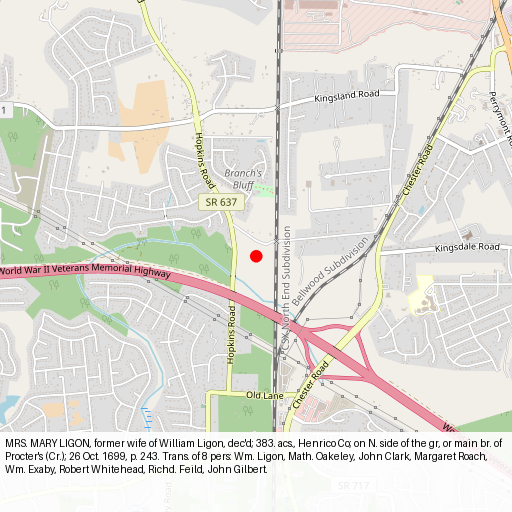 Kingsland Road
1
Perrymont Ro
Hopkins Road
Chester Road
Branch's
Bluff
SR 637
Kingsdale Road
CSX North End Subdivision
Bellwood Subdivision
World War II Veterans Memorial Highway
Hopkins Road
Old Lane
Chester Road
Wo
MRS. MARY LIGON, former wife of William Ligon, dec'd; 383. acs., Henrico Co; on N. side of the gr, or main br. of
Procter's (Cr.); 26 Oct. 1699, p. 243. Trans. of 8 pers: Wm. Ligon, Math. Oakeley, John Clark, Margaret Roach,
Wm. Exaby, Robert Whitehead, Richd. Feild, John Gilbert.
SR 717